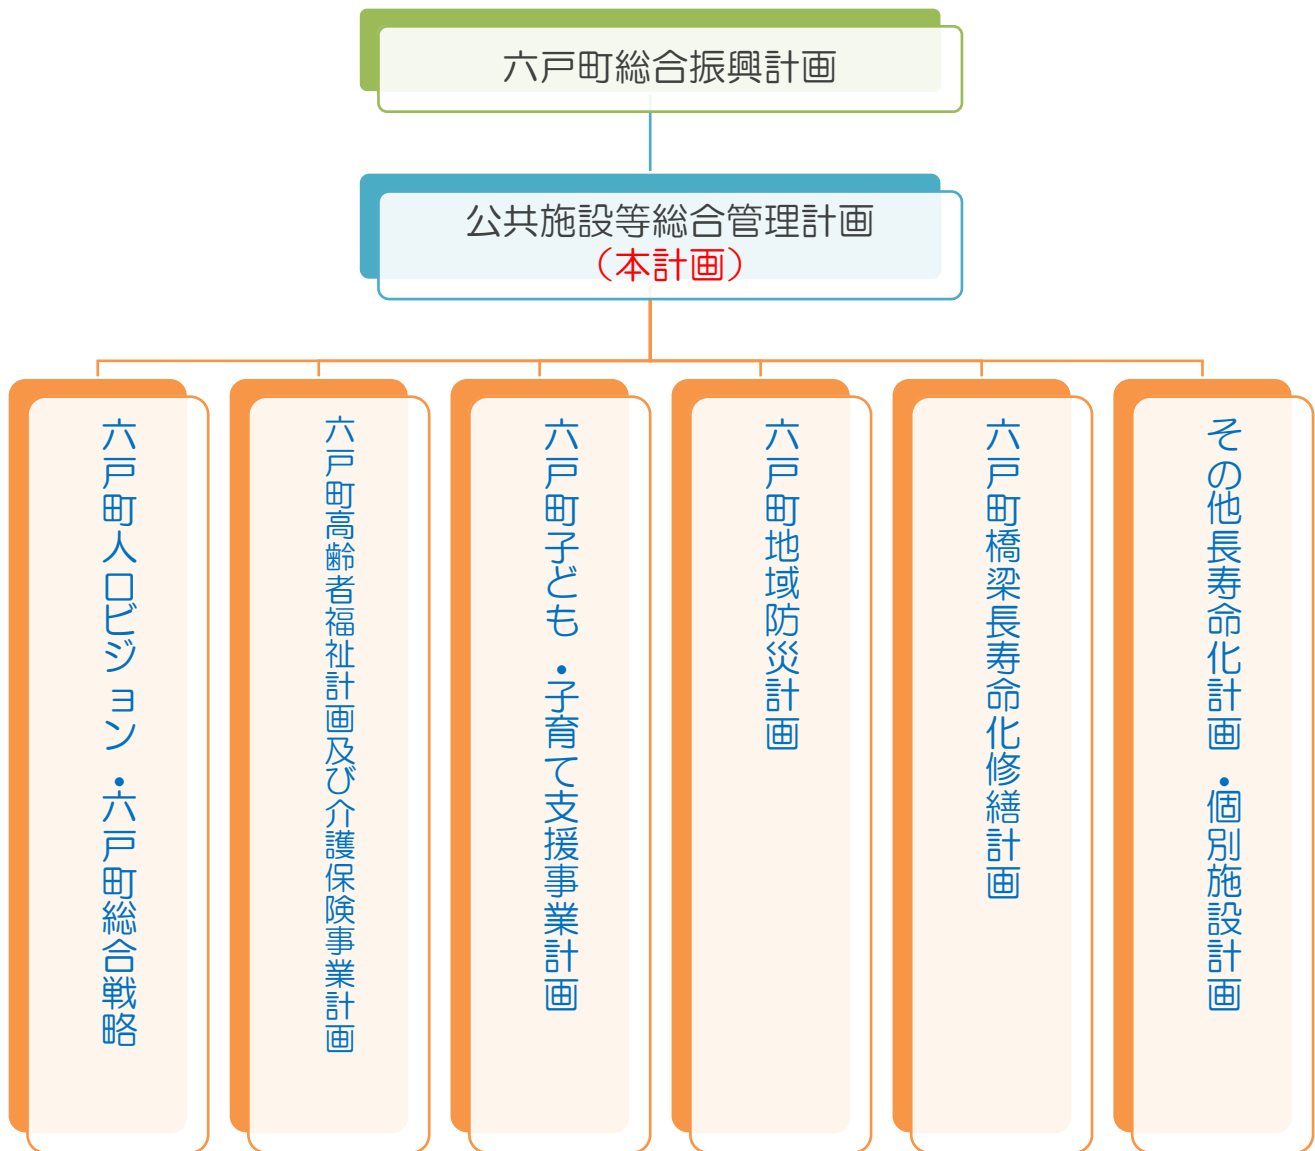 六戸町総合振興計画
公共施設等総合管理計画
（本計画）
六戸町人口ビジョン・六戸町総合戦略
六戸町高齢者福祉計画及び介護保険事業計画
六戸町子ども・子育て支援事業計画
六戸町地域防災計画
六戸町橋梁長寿命化修繕計画
その他長寿命化計画・個別施設計画